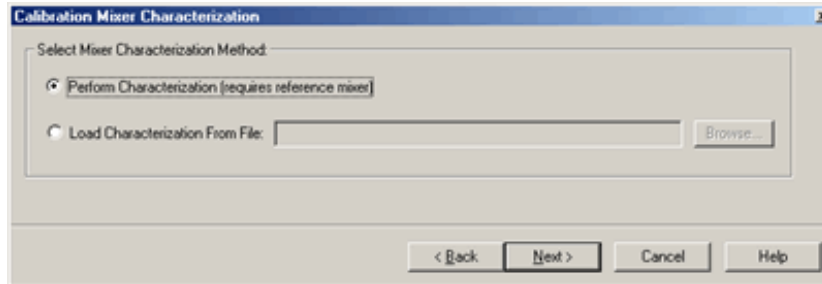 Calibration Mixer Characterization
Select Mixer Characterization Method:
Perform Characterization (requires reference mixer)
Load Characterization From File:
Browse...
< Back
Next >
Cancel
Help